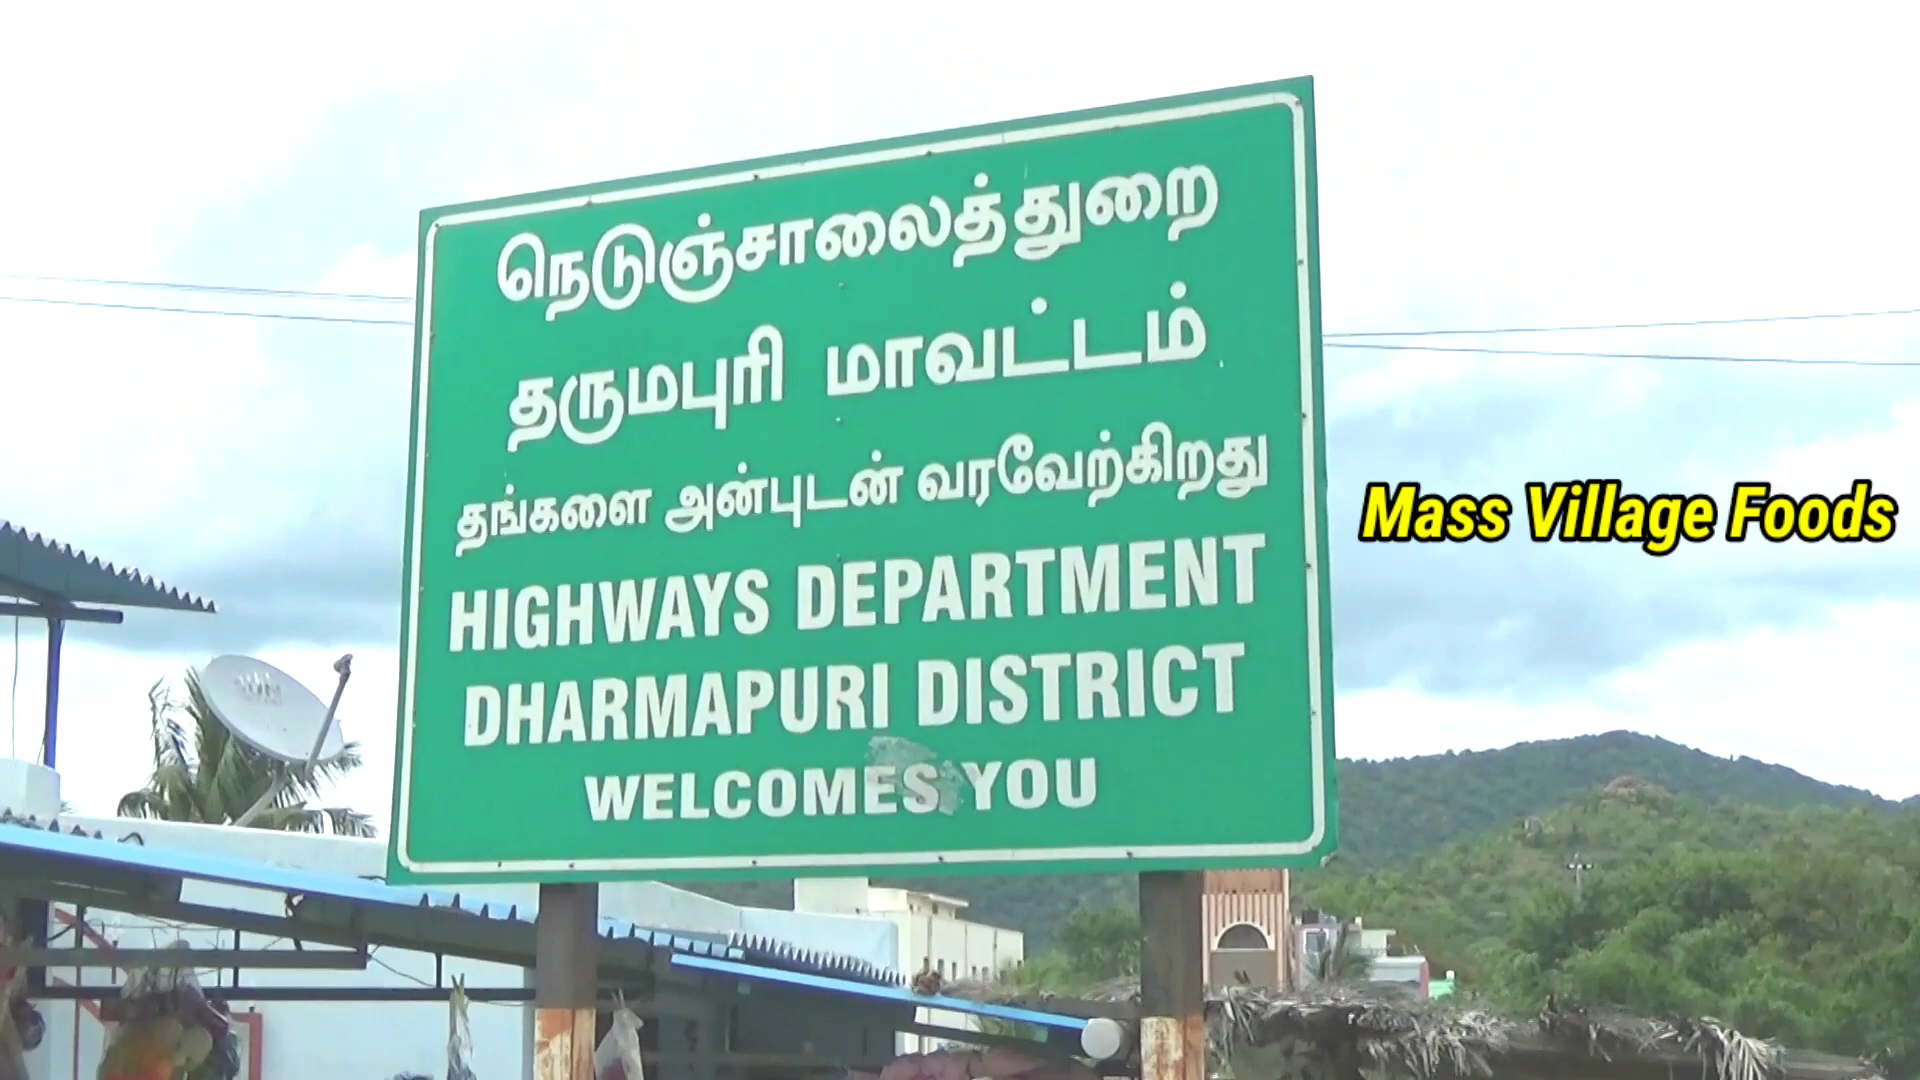 நெடுஞ்சாலைத்துறை
தருமபுரி மாவட்டம்
தங்களை அன்புடன் வரவேற்கிறது
HIGHWAYS DEPARTMENT
DHARMAPURI DISTRICT
WELCOMES YOU
Mass Village Foods
SUN